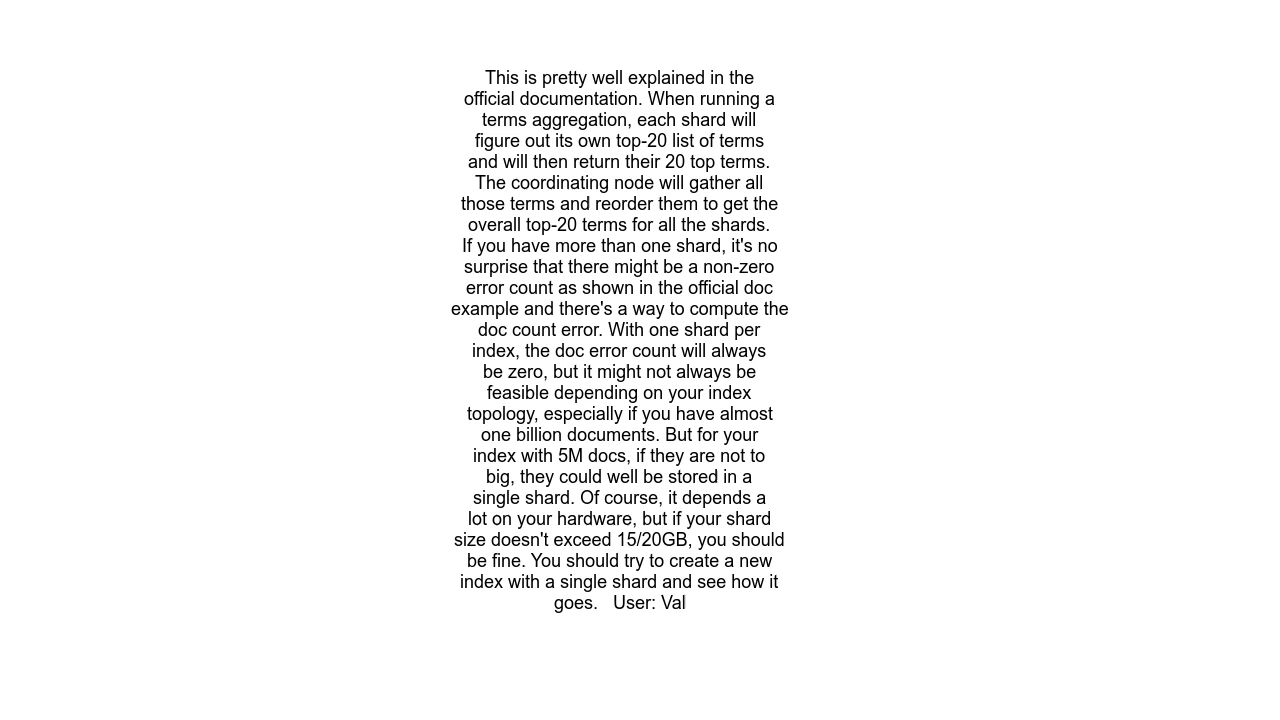 This is pretty well explained in the
official documentation. When running a
terms aggregation, each shard will
figure out its own top-20 list of terms
and will then return their 20 top terms.
The coordinating node will gather all
those terms and reorder them to get the
overall top-20 terms for all the shards.
If you have more than one shard, it's no
surprise that there might be a non-zero
error count as shown in the official doc
example and there's a way to compute the
doc count error. With one shard per
index, the doc error count will always
be zero, but it might not always be
feasible depending on your index
topology, especially if you have almost
one billion documents. But for your
index with 5M docs, if they are not to
big, they could well be stored in a
single shard. Of course, it depends a
lot on your hardware, but if your shard
size doesn't exceed 15/20GB, you should
be fine. You should try to create a new
index with a single shard and see how it
goes.   User: Val